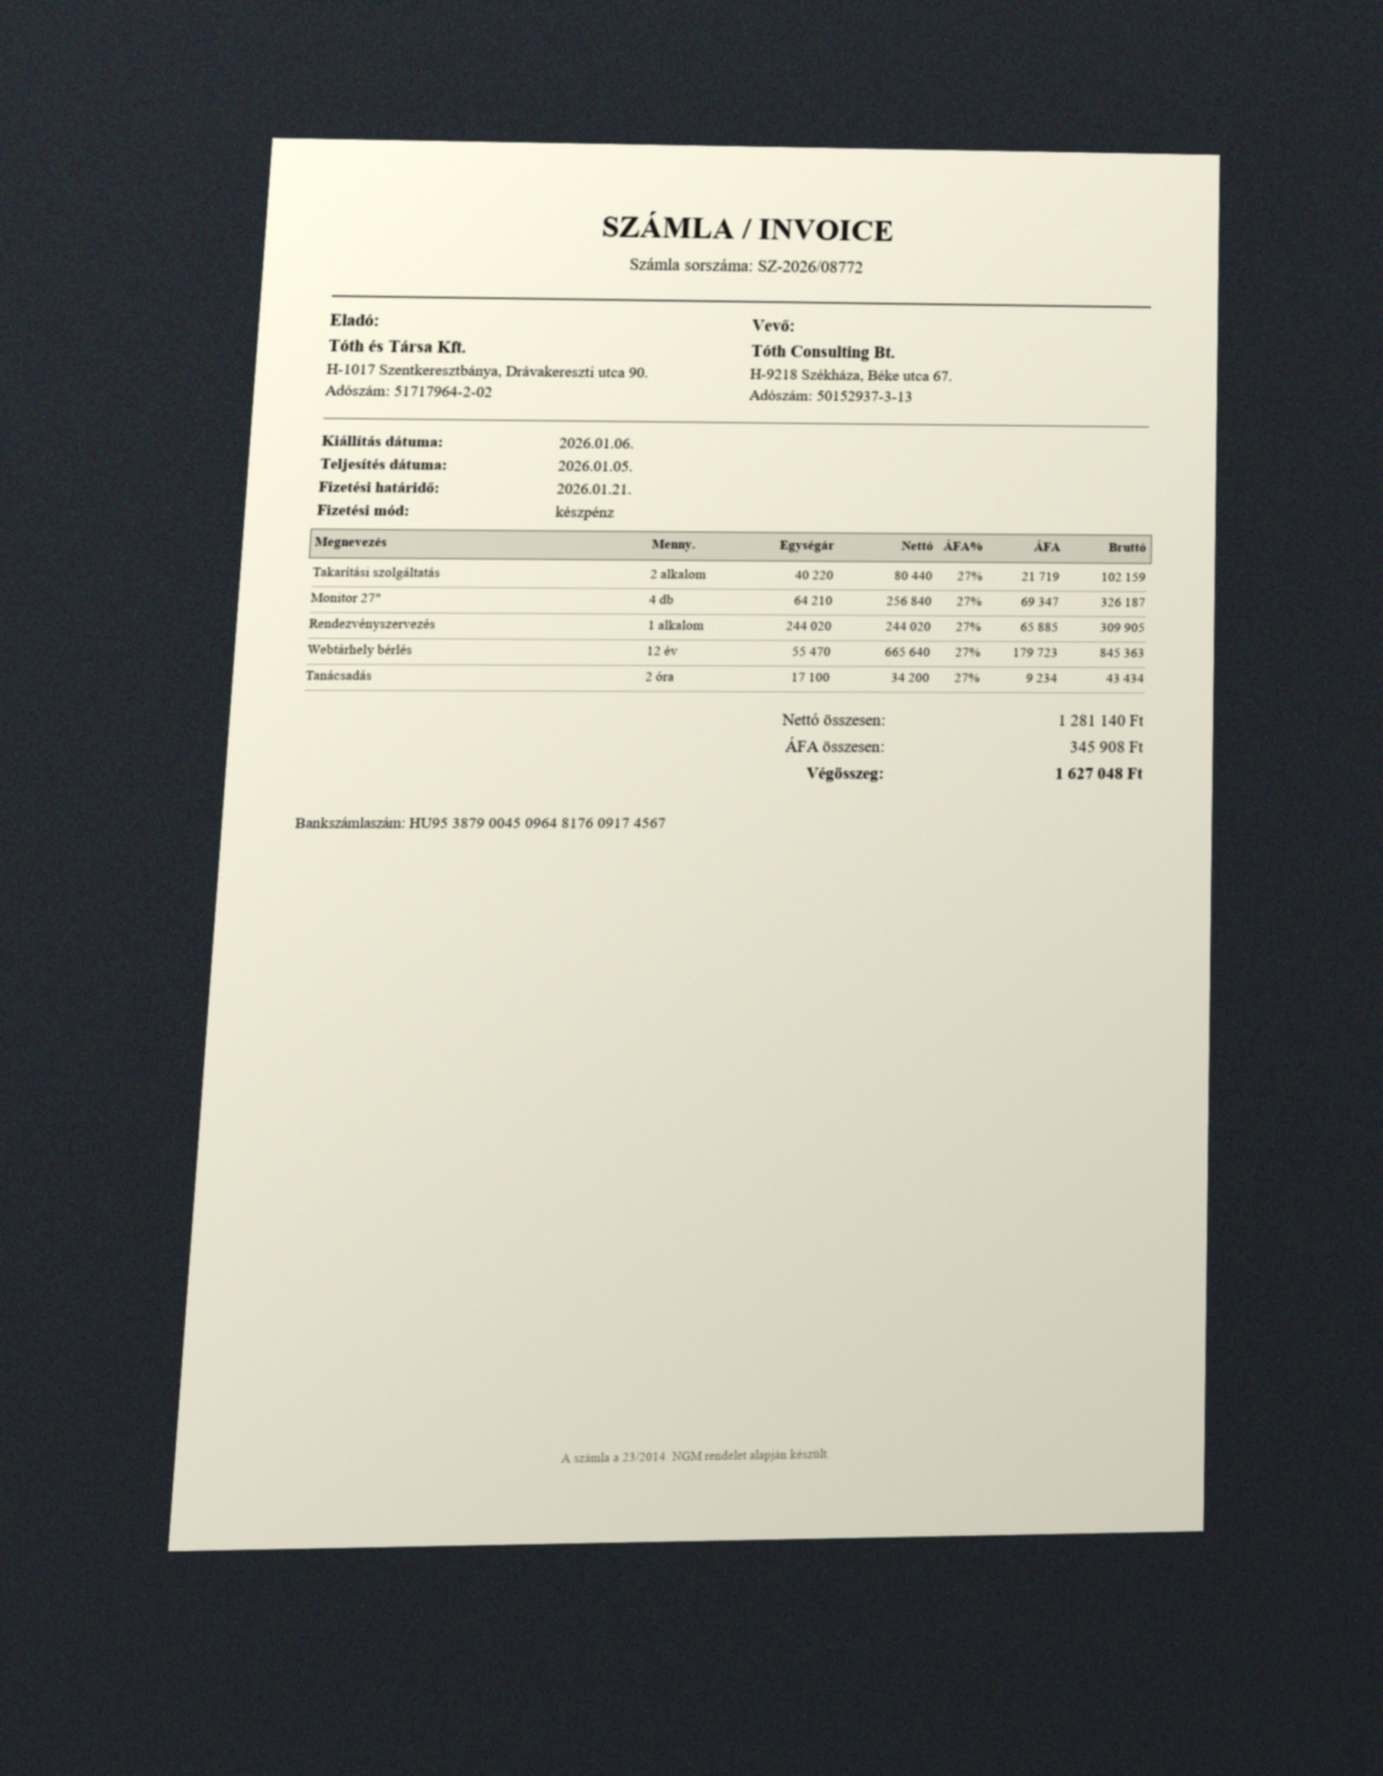 SZÁMLA / INVOICE
Számla sorszáma: SZ-2026/08772
Eladó:
Tóth és Társa Kft.
H-1017 Szentkeresztbánya, Drávakereszti utca 90.
Adószám: 51717964-2-02
Vevő:
Tóth Consulting Bt.
H-9218 Székháza, Béke utca 67.
Adószám: 50152937-3-13
Kiállítás dátuma: 2026.01.06.
Teljesítés dátuma: 2026.01.05.
Fizetési határidő: 2026.01.21.
Fizetési mód: készpénz
Megnevezés Menny. Egységár Nettó ÁFA% ÁFA Bruttó
Takarítási szolgáltatás 2 alkalom 40 220 80 440 27% 21 719 102 159
Monitor 27" 4 db 64 210 256 840 27% 69 347 326 187
Rendezvényszervezés 1 alkalom 244 020 244 020 27% 65 885 309 905
Webtárhely bérlés 12 év 55 470 665 640 27% 179 723 845 363
Tanácsadás 2 óra 17 100 34 200 27% 9 234 43 434
Nettó összesen: 1 281 140 Ft
ÁFA összesen: 345 908 Ft
Végösszeg: 1 627 048 Ft
Bankszámlaszám: HU95 3879 0045 0964 8176 0917 4567
A számla a 23/2014. NGM rendelet alapján készült